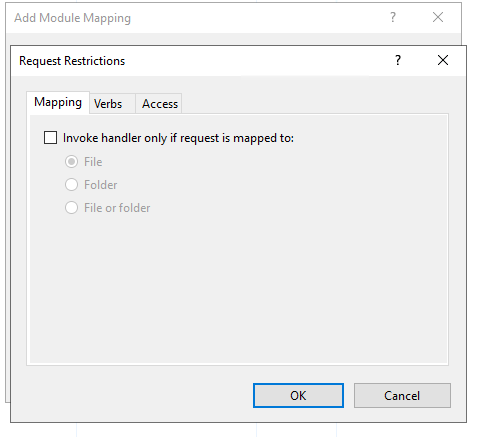 Add Module Mapping ?
Request Restrictions ?
Mapping Verbs Access
Invoke handler only if request is mapped to:
File
Folder
File or folder
OK Cancel